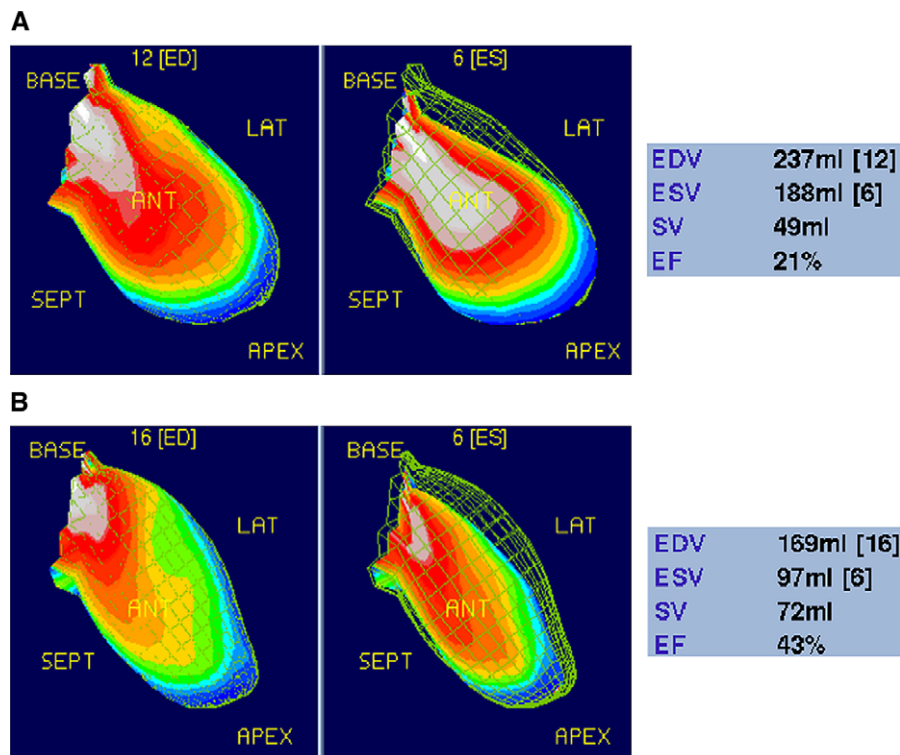 A
12 [ED]
6 [ES]
BASE
BASE
LAT
LAT
ANT
ANT
SEPT
SEPT
APEX
APEX
EDV 237ml [12]
ESV 188ml [6]
SV 49ml
EF 21%
B
16 [ED]
6 [ES]
BASE
BASE
LAT
LAT
ANT
ANT
SEPT
SEPT
APEX
APEX
EDV 169ml [16]
ESV 97ml [6]
SV 72ml
EF 43%